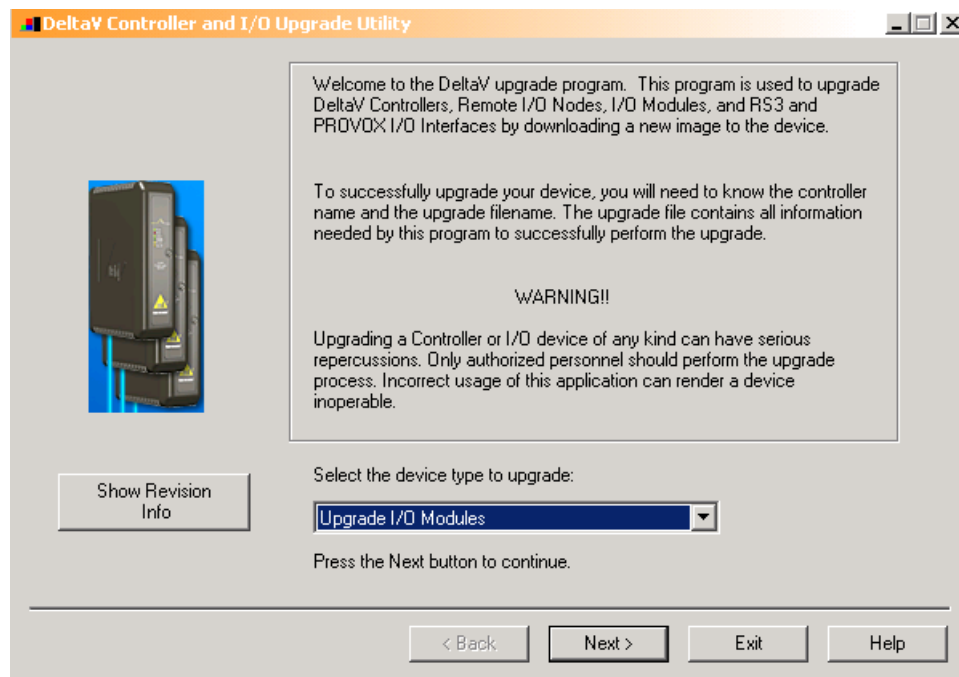 DeltaV Controller and I/O Upgrade Utility
Welcome to the DeltaV upgrade program.  This program is used to upgrade
DeltaV Controllers, Remote I/O Nodes, I/O Modules, and RS3 and
PROVOX I/O Interfaces by downloading a new image to the device.
To successfully upgrade your device, you will need to know the controller
name and the upgrade filename. The upgrade file contains all information
needed by this program to successfully perform the upgrade.
WARNING!!
Upgrading a Controller or I/O device of any kind can have serious
repercussions. Only authorized personnel should perform the upgrade
process. Incorrect usage of this application can render a device
inoperable.
Show Revision
Info
Select the device type to upgrade:
Upgrade I/O Modules
Press the Next button to continue.
< Back
Next >
Exit
Help